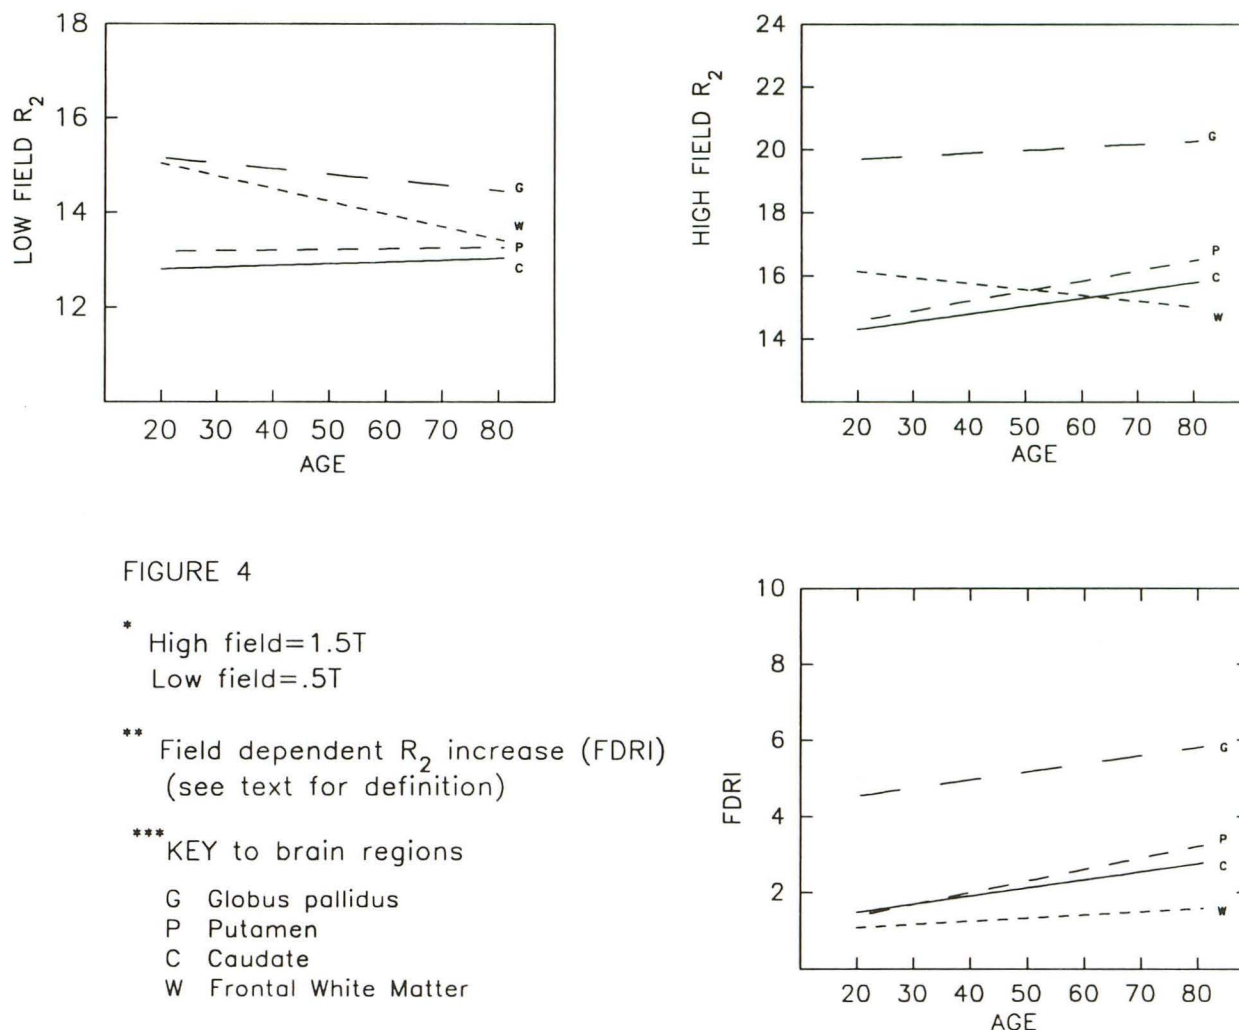 18
16
14
12
LOW FIELD R2
20 30 40 50 60 70 80
AGE
G
W
P
C
24
22
20
18
16
14
HIGH FIELD R2
20 30 40 50 60 70 80
AGE
G
P
C
W
FIGURE 4
* High field=1.5T
Low field=.5T
** Field dependent R2 increase (FDRI)
(see text for definition)
*** KEY to brain regions
G Globus pallidus
P Putamen
C Caudate
W Frontal White Matter
10
8
6
4
2
FDRI
20 30 40 50 60 70 80
AGE
G
P
C
W